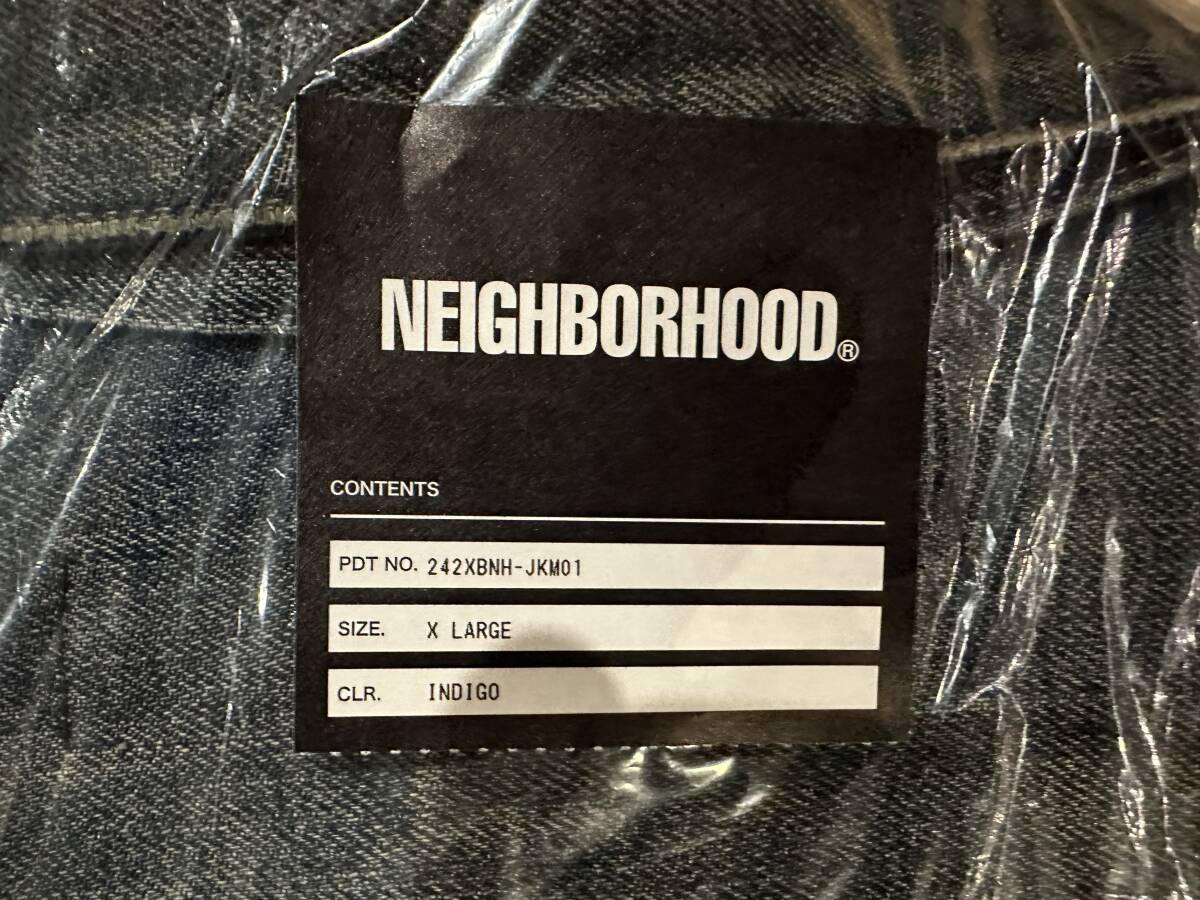 NEIGHBORHOOD®
CONTENTS
PDT NO. 242XBNH-JKM01
SIZE. X LARGE
CLR. INDIGO